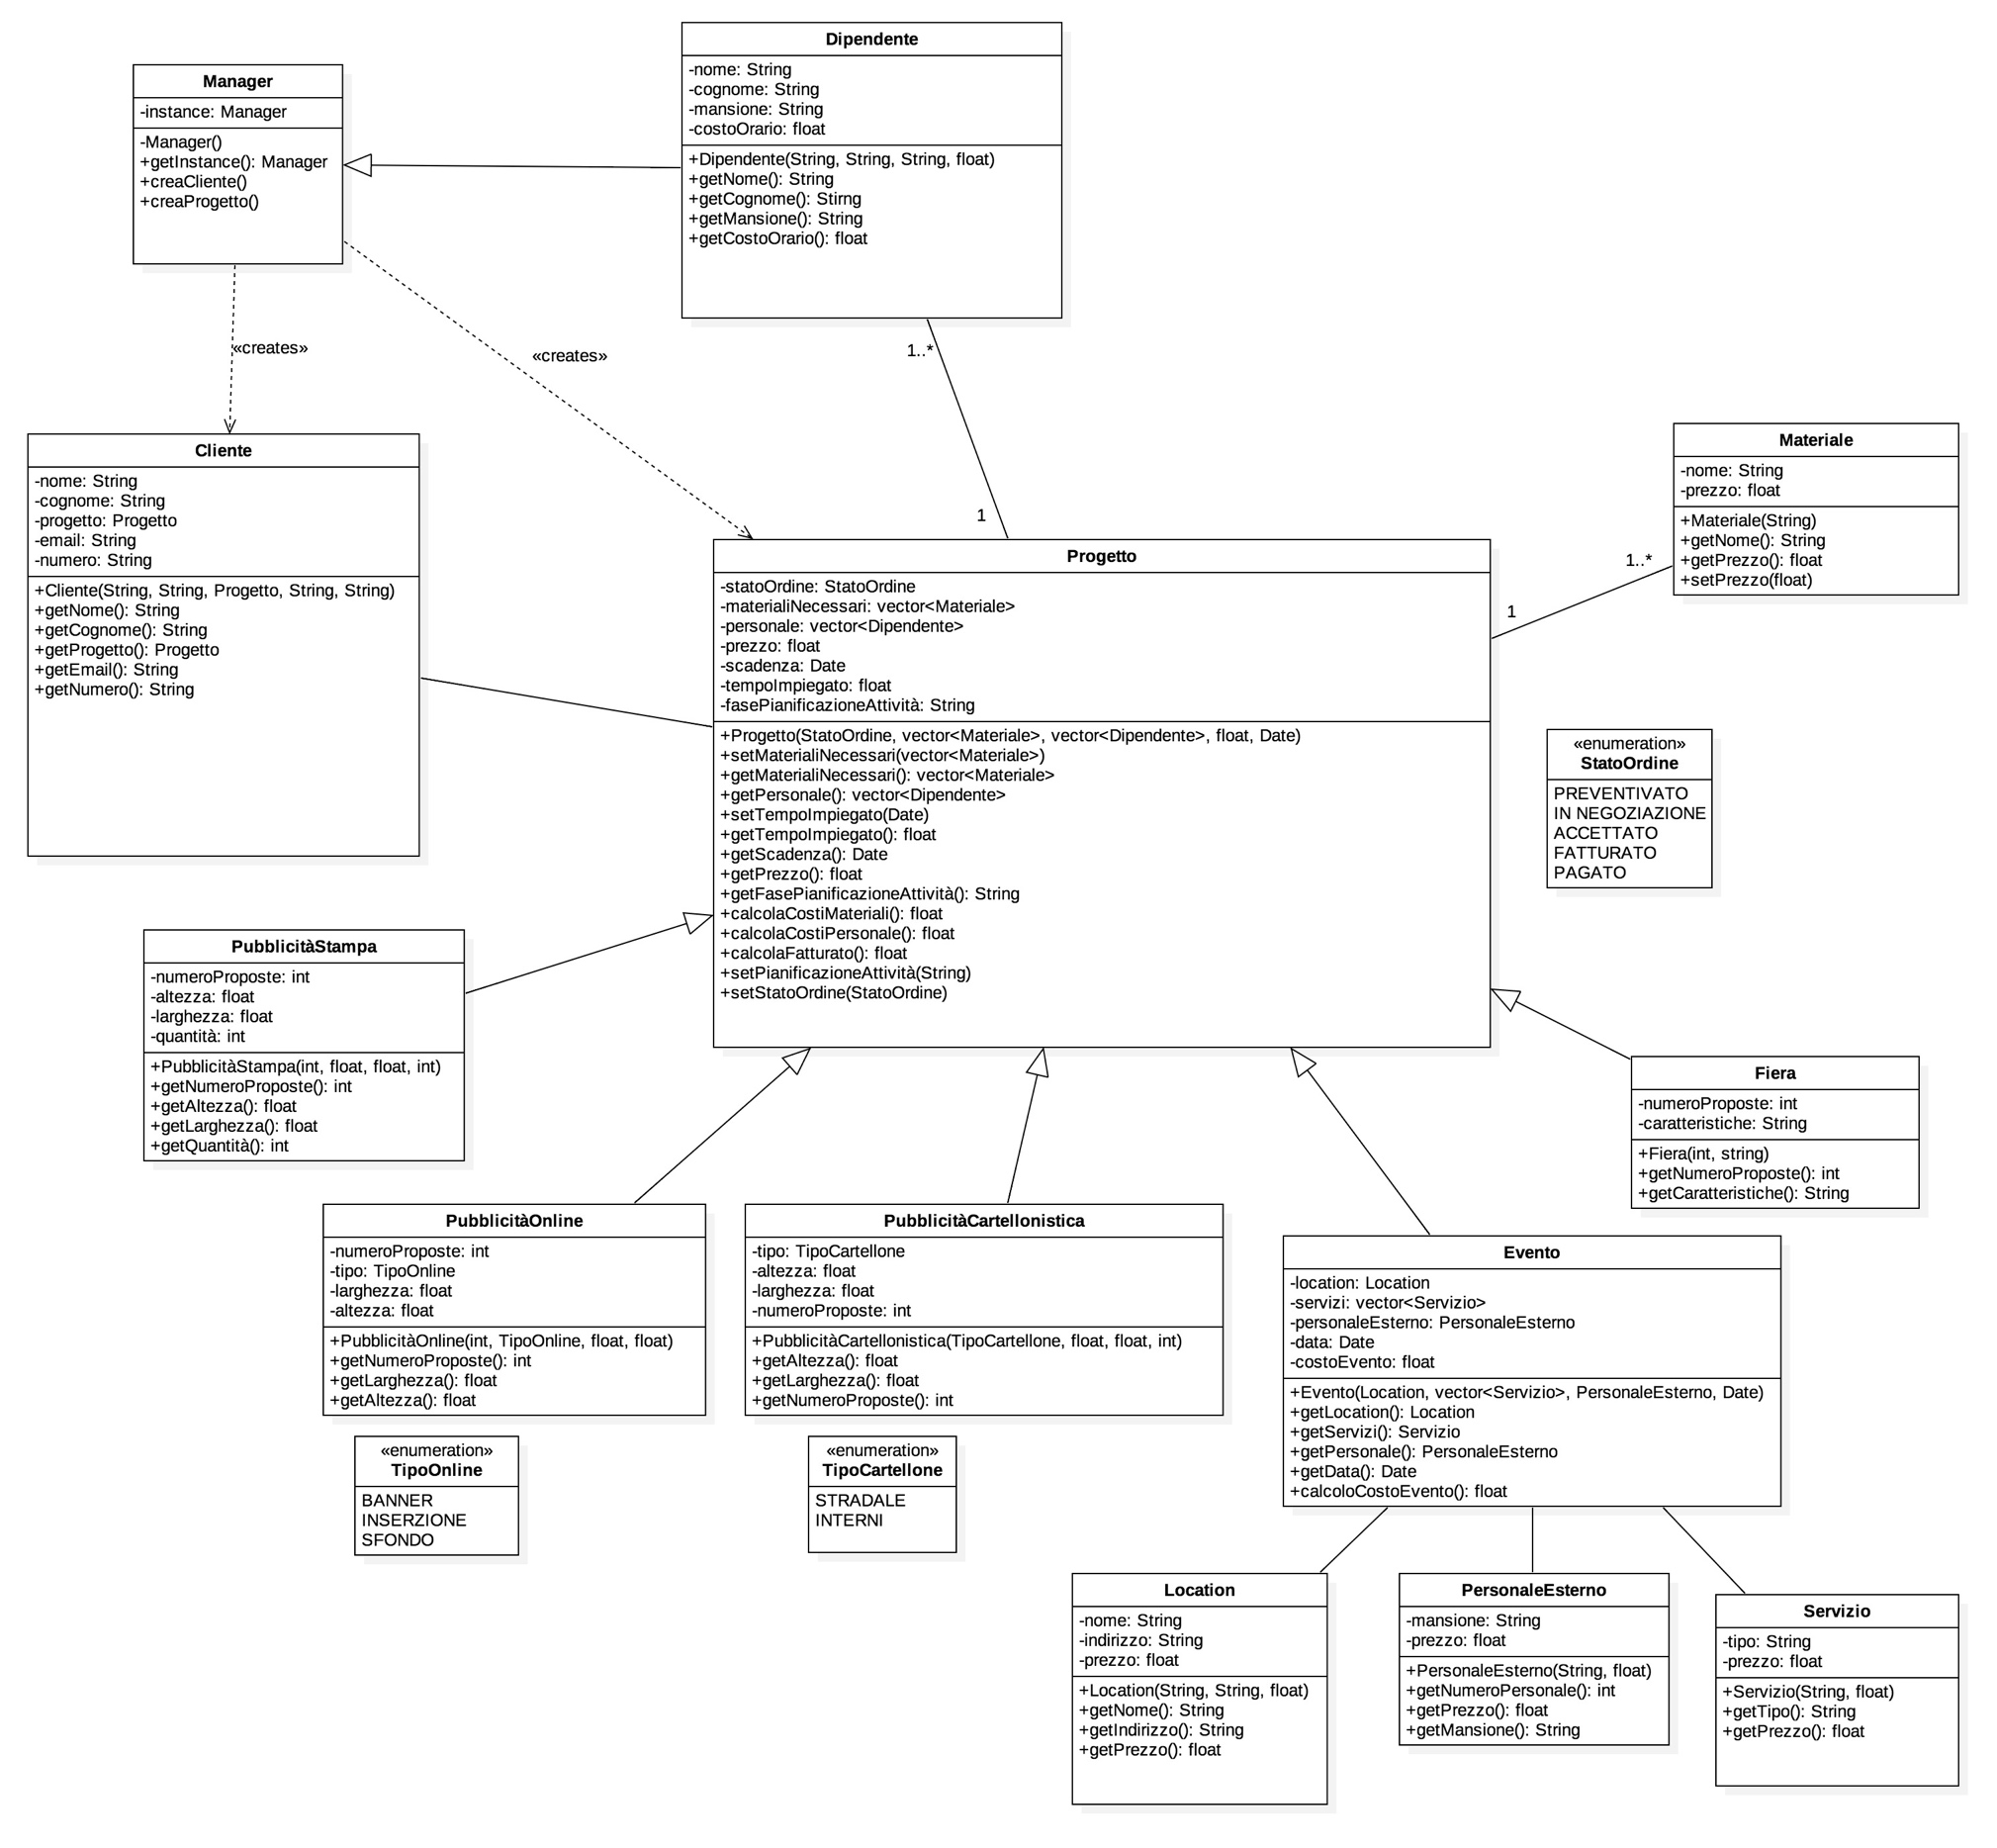 Dipendente
-nome: String
-cognome: String
-mansione: String
-costoOrario: float
+Dipendente(String, String, String, float)
+getNome(): String
+getCognome(): Stirng
+getMansione(): String
+getCostoOrario(): float
Manager
-instance: Manager
-Manager()
+getInstance(): Manager
+creaCliente()
+creaProgetto()
«creates»
«creates»
1..*
1
Cliente
-nome: String
-cognome: String
-progetto: Progetto
-email: String
-numero: String
+Cliente(String, String, Progetto, String, String)
+getNome(): String
+getCognome(): String
+getProgetto(): Progetto
+getEmail(): String
+getNumero(): String
Materiale
-nome: String
-prezzo: float
+Materiale(String)
+getNome(): String
+getPrezzo(): float
+setPrezzo(float)
1..*
1
Progetto
-statoOrdine: StatoOrdine
-materialiNecessari: vector<Materiale>
-personale: vector<Dipendente>
-prezzo: float
-scadenza: Date
-tempoImpiegato: float
-fasePianificazioneAttività: String
+Progetto(StatoOrdine, vector<Materiale>, vector<Dipendente>, float, Date)
+setMaterialiNecessari(vector<Materiale>)
+getMaterialiNecessari(): vector<Materiale>
+getPersonale(): vector<Dipendente>
+setTempoImpiegato(Date)
+getTempoImpiegato(): float
+getScadenza(): Date
+getPrezzo(): float
+getFasePianificazioneAttività(): String
+calcolaCostiMateriali(): float
+calcolaCostiPersonale(): float
+calcolaFatturato(): float
+setPianificazioneAttività(String)
+setStatoOrdine(StatoOrdine)
«enumeration»
StatoOrdine
PREVENTIVATO
IN NEGOZIAZIONE
ACCETTATO
FATTURATO
PAGATO
PubblicitàStampa
-numeroProposte: int
-altezza: float
-larghezza: float
-quantità: int
+PubblicitàStampa(int, float, float, int)
+getNumeroProposte(): int
+getAltezza(): float
+getLarghezza(): float
+getQuantità(): int
Fiera
-numeroProposte: int
-caratteristiche: String
+Fiera(int, string)
+getNumeroProposte(): int
+getCaratteristiche(): String
PubblicitàOnline
-numeroProposte: int
-tipo: TipoOnline
-larghezza: float
-altezza: float
+PubblicitàOnline(int, TipoOnline, float, float)
+getNumeroProposte(): int
+getLarghezza(): float
+getAltezza(): float
PubblicitàCartellonistica
-tipo: TipoCartellone
-altezza: float
-larghezza: float
-numeroProposte: int
+PubblicitàCartellonistica(TipoCartellone, float, float, int)
+getAltezza(): float
+getLarghezza(): float
+getNumeroProposte(): int
Evento
-location: Location
-servizi: vector<Servizio>
-personaleEsterno: PersonaleEsterno
-data: Date
-costoEvento: float
+Evento(Location, vector<Servizio>, PersonaleEsterno, Date)
+getLocation(): Location
+getServizi(): Servizio
+getPersonale(): PersonaleEsterno
+getData(): Date
+calcoloCostoEvento(): float
«enumeration»
TipoOnline
BANNER
INSERZIONE
SFONDO
«enumeration»
TipoCartellone
STRADALE
INTERNI
Location
-nome: String
-indirizzo: String
-prezzo: float
+Location(String, String, float)
+getNome(): String
+getIndirizzo(): String
+getPrezzo(): float
PersonaleEsterno
-mansione: String
-prezzo: float
+PersonaleEsterno(String, float)
+getNumeroPersonale(): int
+getPrezzo(): float
+getMansione(): String
Servizio
-tipo: String
-prezzo: float
+Servizio(String, float)
+getTipo(): String
+getPrezzo(): float